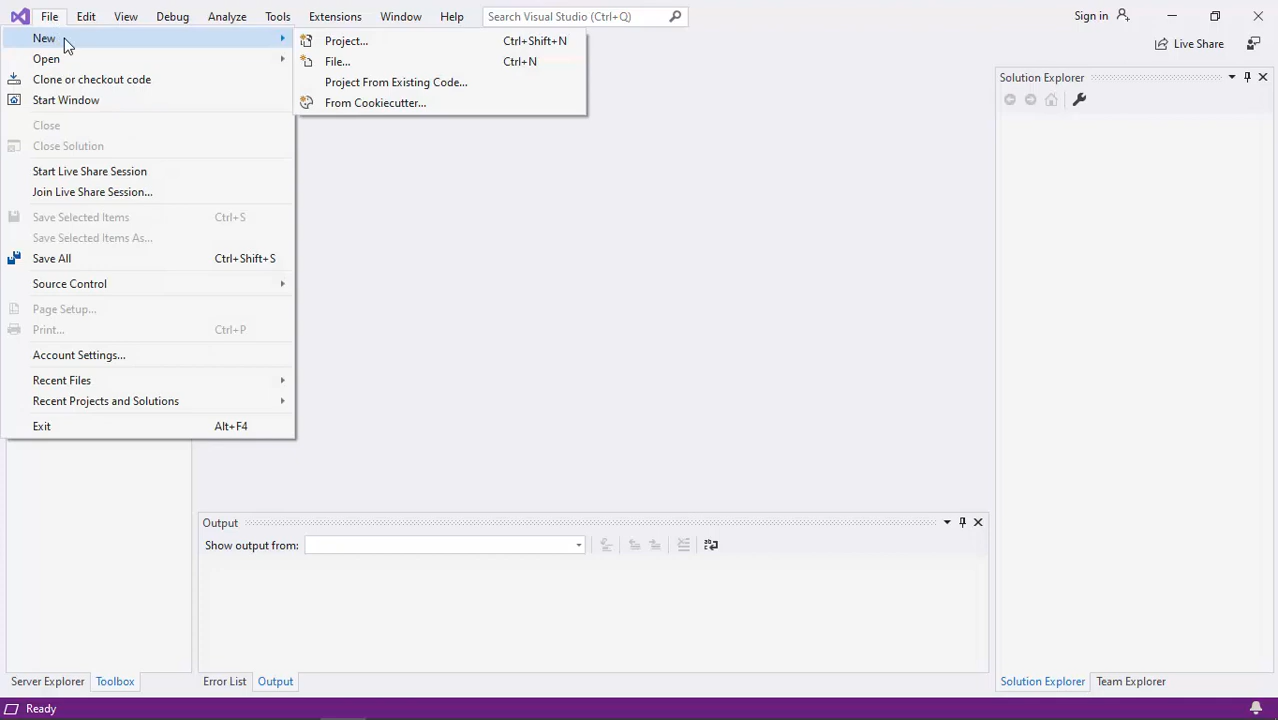 File Edit View Debug Analyze Tools Extensions Window Help Search Visual Studio (Ctrl+Q) Sign in
Live Share
New
Open
Clone or checkout code
Start Window
Close
Close Solution
Start Live Share Session
Join Live Share Session...
Save Selected Items Ctrl+S
Save Selected Items As...
Save All Ctrl+Shift+S
Source Control
Page Setup...
Print... Ctrl+P
Account Settings...
Recent Files
Recent Projects and Solutions
Exit Alt+F4
Project... Ctrl+Shift+N
File... Ctrl+N
Project From Existing Code...
From Cookiecutter...
Solution Explorer
Output
Show output from:
Server Explorer Toolbox
Error List Output
Solution Explorer Team Explorer
Ready